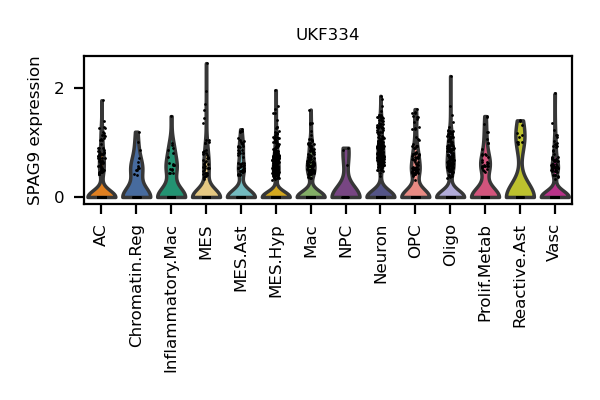 UKF334
SPAG9 expression
2
0
AC
Chromatin.Reg
Inflammatory.Mac
MES
MES.Ast
MES.Hyp
Mac
NPC
Neuron
OPC
Oligo
Prolif.Metab
Reactive.Ast
Vasc